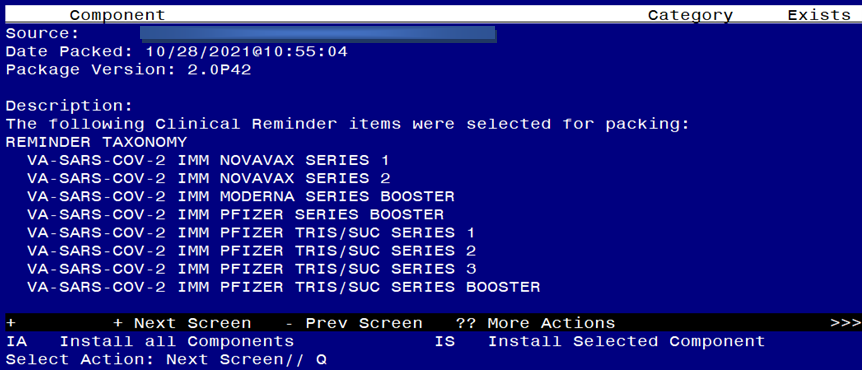 Component Category Exists
Source:
Date Packed: 10/28/2021@10:55:04
Package Version: 2.0P42
Description:
The following Clinical Reminder items were selected for packing:
REMINDER TAXONOMY
VA-SARS-COV-2 IMM NOVAVAX SERIES 1
VA-SARS-COV-2 IMM NOVAVAX SERIES 2
VA-SARS-COV-2 IMM MODERNA SERIES BOOSTER
VA-SARS-COV-2 IMM PFIZER SERIES BOOSTER
VA-SARS-COV-2 IMM PFIZER TRIS/SUC SERIES 1
VA-SARS-COV-2 IMM PFIZER TRIS/SUC SERIES 2
VA-SARS-COV-2 IMM PFIZER TRIS/SUC SERIES 3
VA-SARS-COV-2 IMM PFIZER TRIS/SUC SERIES BOOSTER
+ + Next Screen - Prev Screen ?? More Actions >>>
IA Install all Components IS Install Selected Component
Select Action: Next Screen// Q